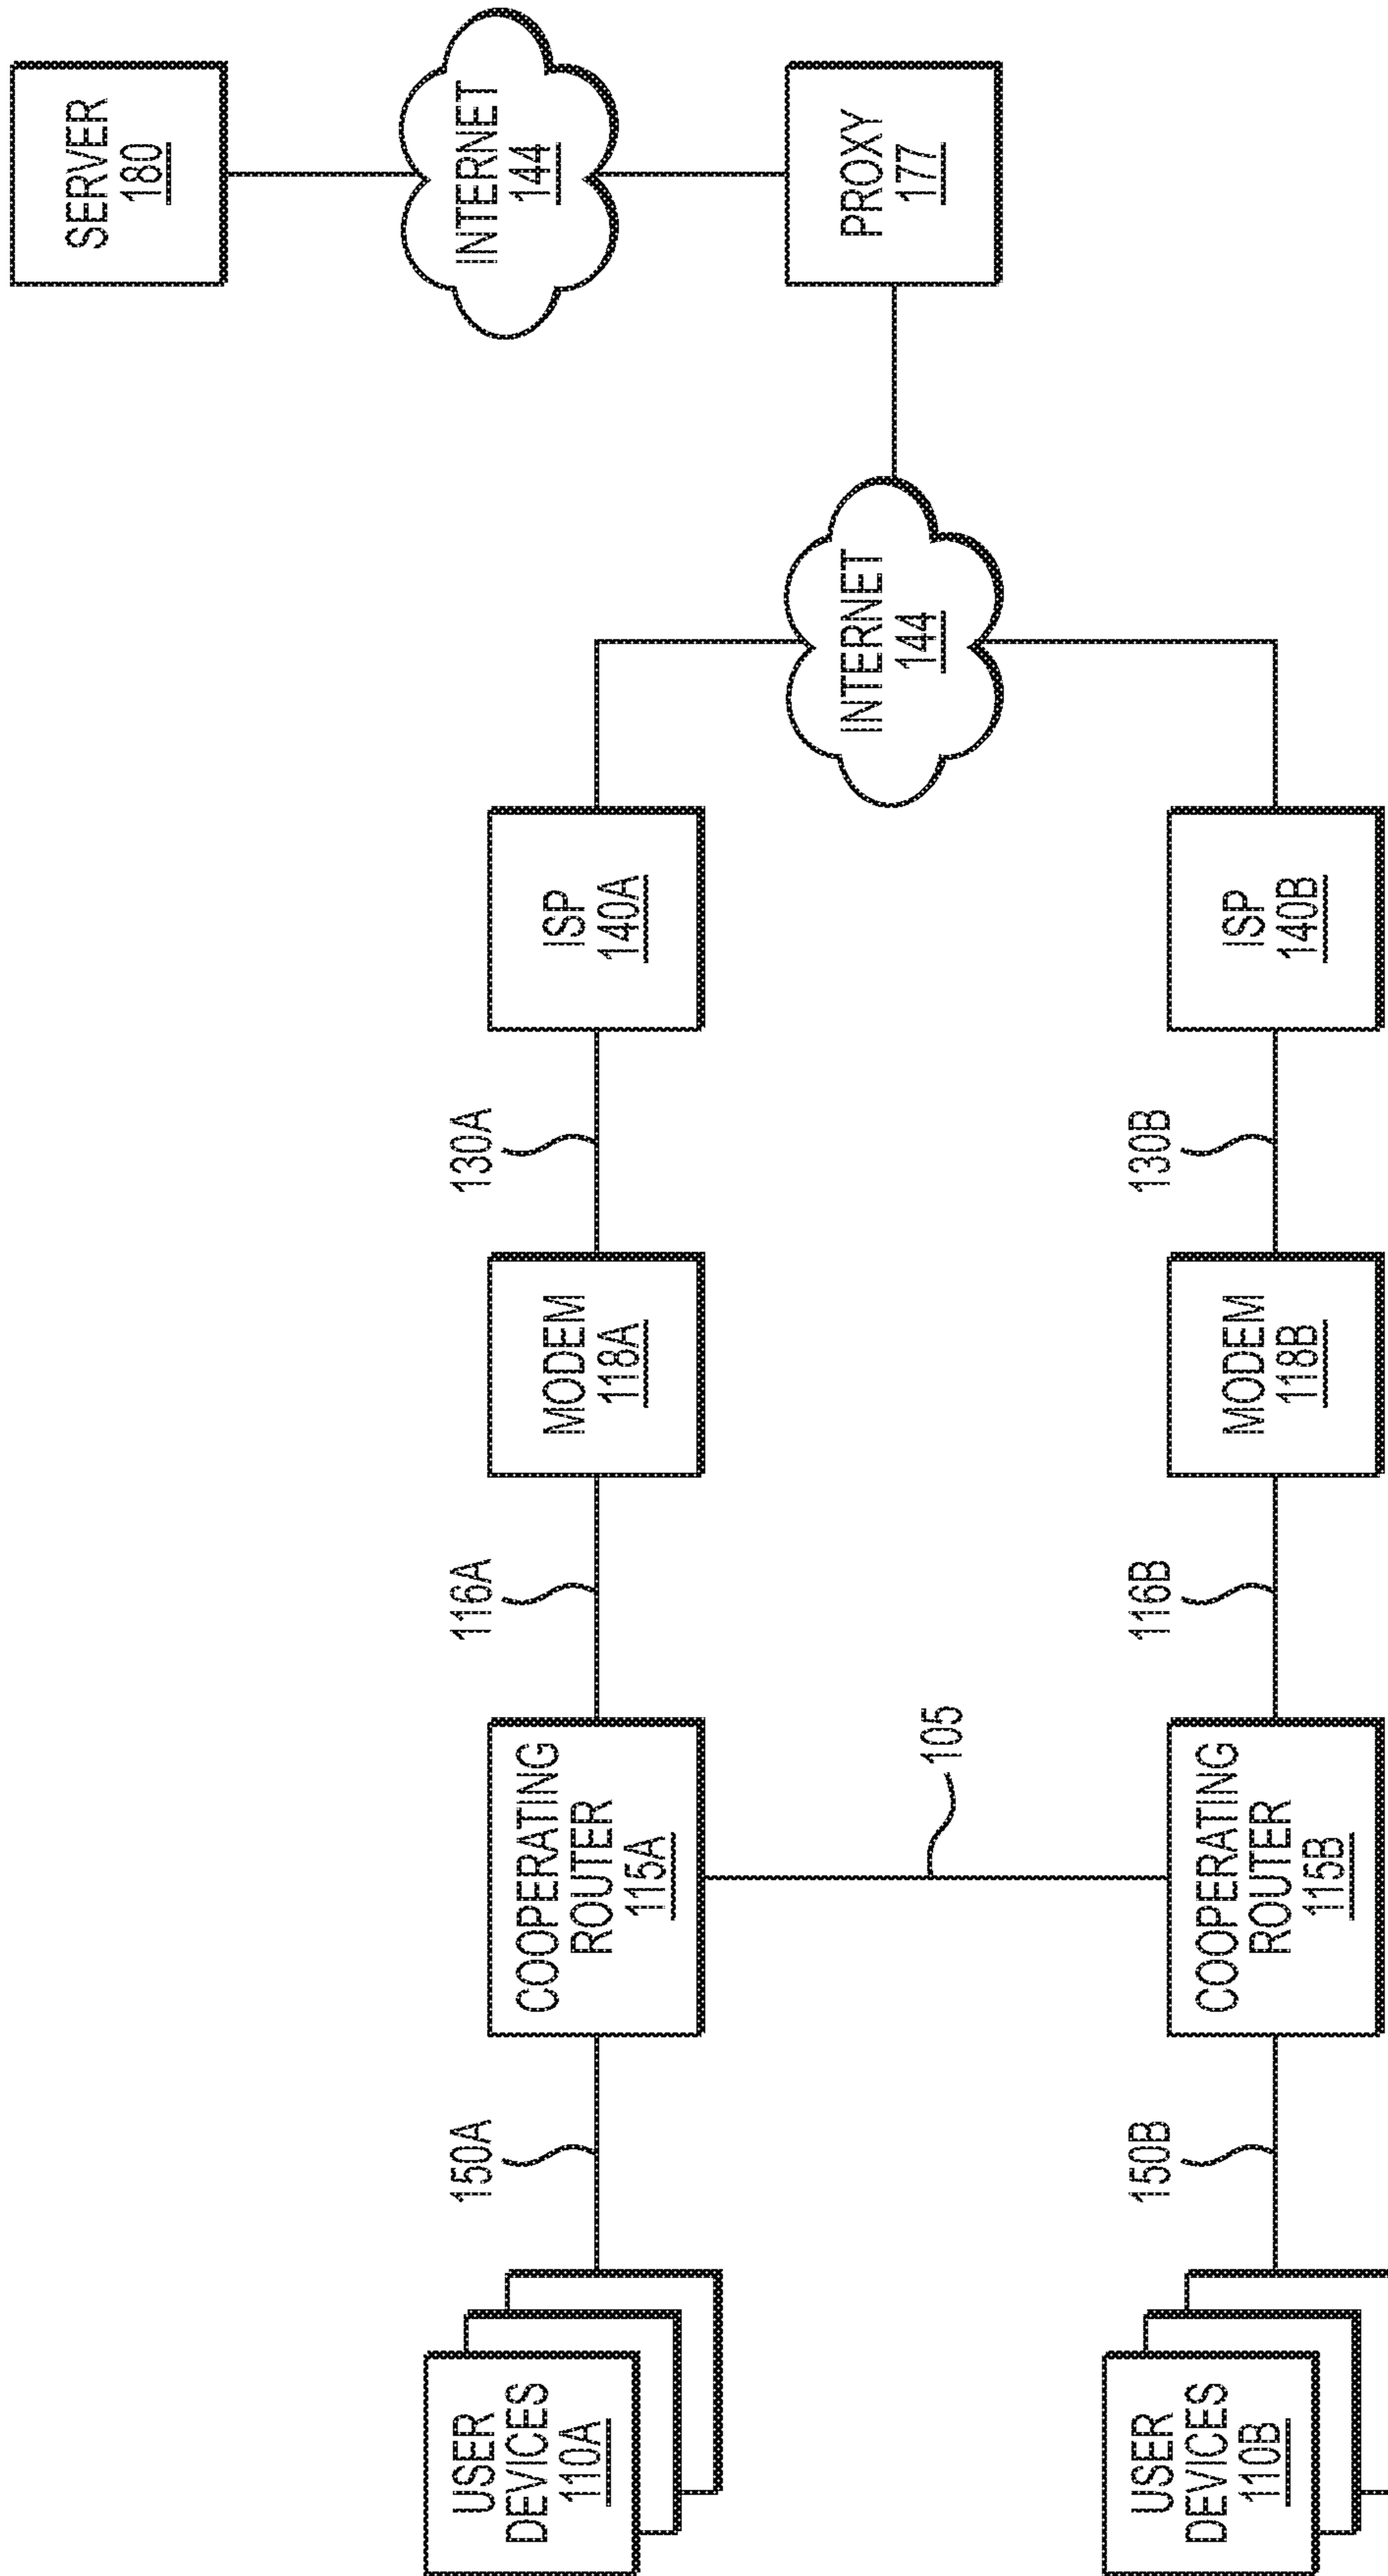 SERVER
180
USER
DEVICES
110A
150A
COOPERATING
ROUTER
115A
116A
MODEM
118A
130A
ISP
140A
INTERNET
144
105
INTERNET
144
PROXY
177
USER
DEVICES
110B
150B
COOPERATING
ROUTER
115B
116B
MODEM
118B
130B
ISP
140B